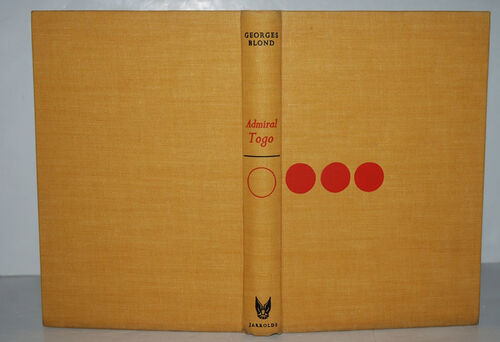 GEORGES
BLOND
Admiral
Togo
JARROLDS